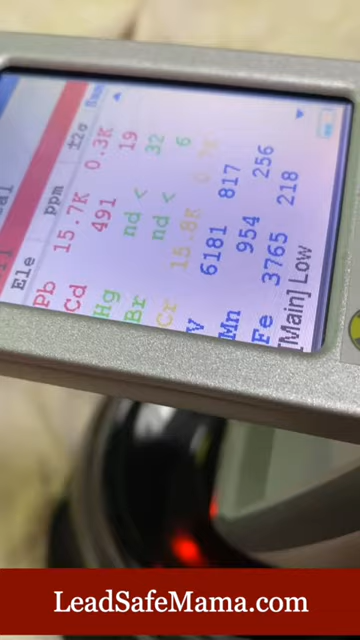 Ele ppm ±2σ
Pb 15.7K 0.3K
Cd 491 19
Hg nd < 32
Br nd < 6
Cr 15.8K
V 6181 817
Mn 954 256
Fe 3765 218
[Main] Low
LeadSafeMama.com